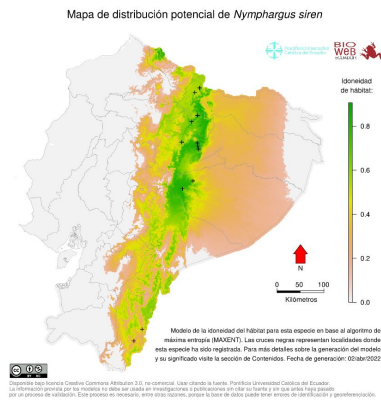 Mapa de distribución potencial de Nymphargus siren
Pontificia Universidad
Católica del Ecuador
BIO
WEB
ECUADOR
Idoneidad
de hábitat:
0.8
0.6
0.4
0.2
0.0
N
0 50 100
Kilómetros
Modelo de la idoneidad del hábitat para esta especie en base al algoritmo de
máxima entropía (MAXENT). Las cruces negras representan localidades donde
esta especie ha sido registrada. Para más detalles sobre la generación del modelo
y su significado visite la sección de Contenidos. Fecha de generación: 02/abr/2022
Disponible bajo licencia Creative Commons Attribution 3.0, no comercial. Usar citando la fuente. Pontificia Universidad Católica del Ecuador.
La información provista por los modelos no debe ser usada en investigaciones o publicaciones sin citar su fuente y sin que antes haya pasado
por un proceso de validación. Este proceso es necesario, entre otras razones, porque la base de datos puede tener errores de identificación y georeferenciación.